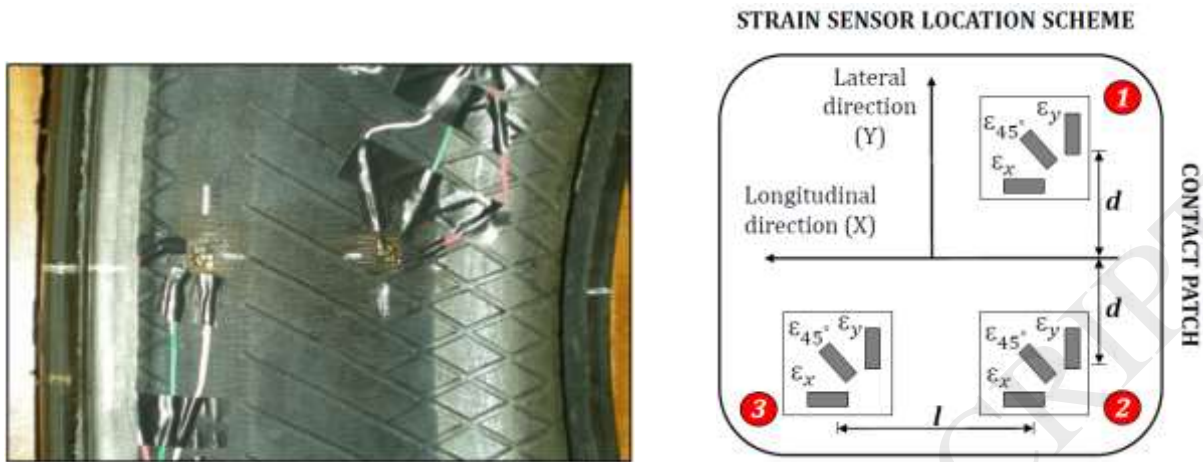 STRAIN SENSOR LOCATION SCHEME
Lateral
direction
(Y)
Longitudinal
direction (X)
1
ε45°
εy
εx
d
d
CONTACT PATCH
ε45°
εy
εx
3
ε45°
εy
εx
2
l
CRIPT